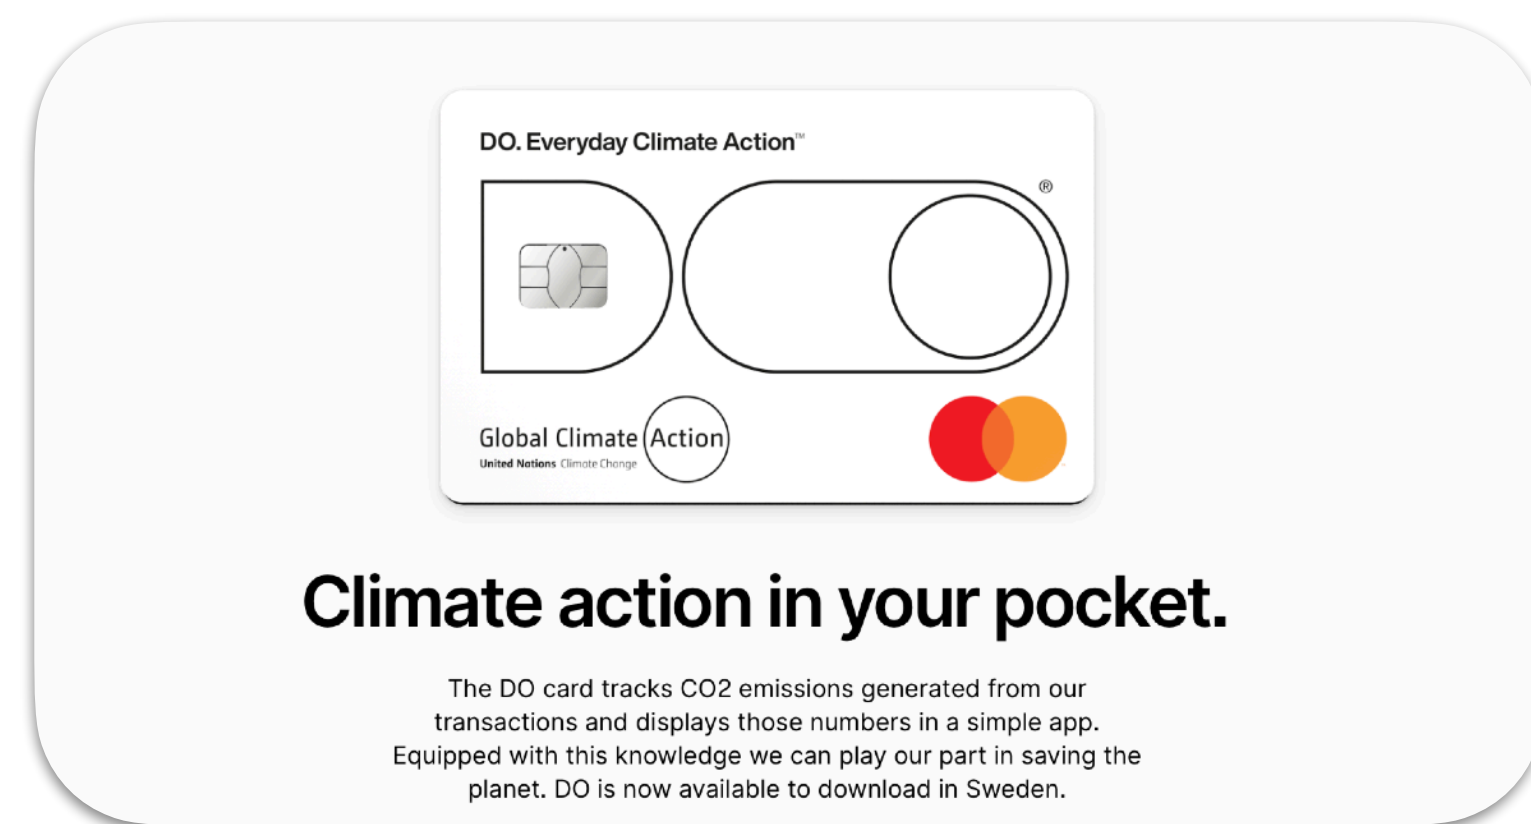 DO. Everyday Climate Action™
®
Global Climate Action
United Nations Climate Change
Climate action in your pocket.
The DO card tracks CO2 emissions generated from our
transactions and displays those numbers in a simple app.
Equipped with this knowledge we can play our part in saving the
planet. DO is now available to download in Sweden.